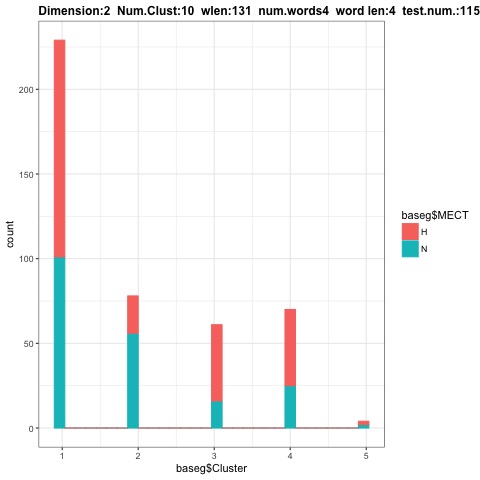 Dimension:2  Num.Clust:10  wlen:131  num.words4  word len:4  test.num.:115
200
150
100
50
0
count
1 2 3 4 5
baseg$Cluster
baseg$MECT
H
N